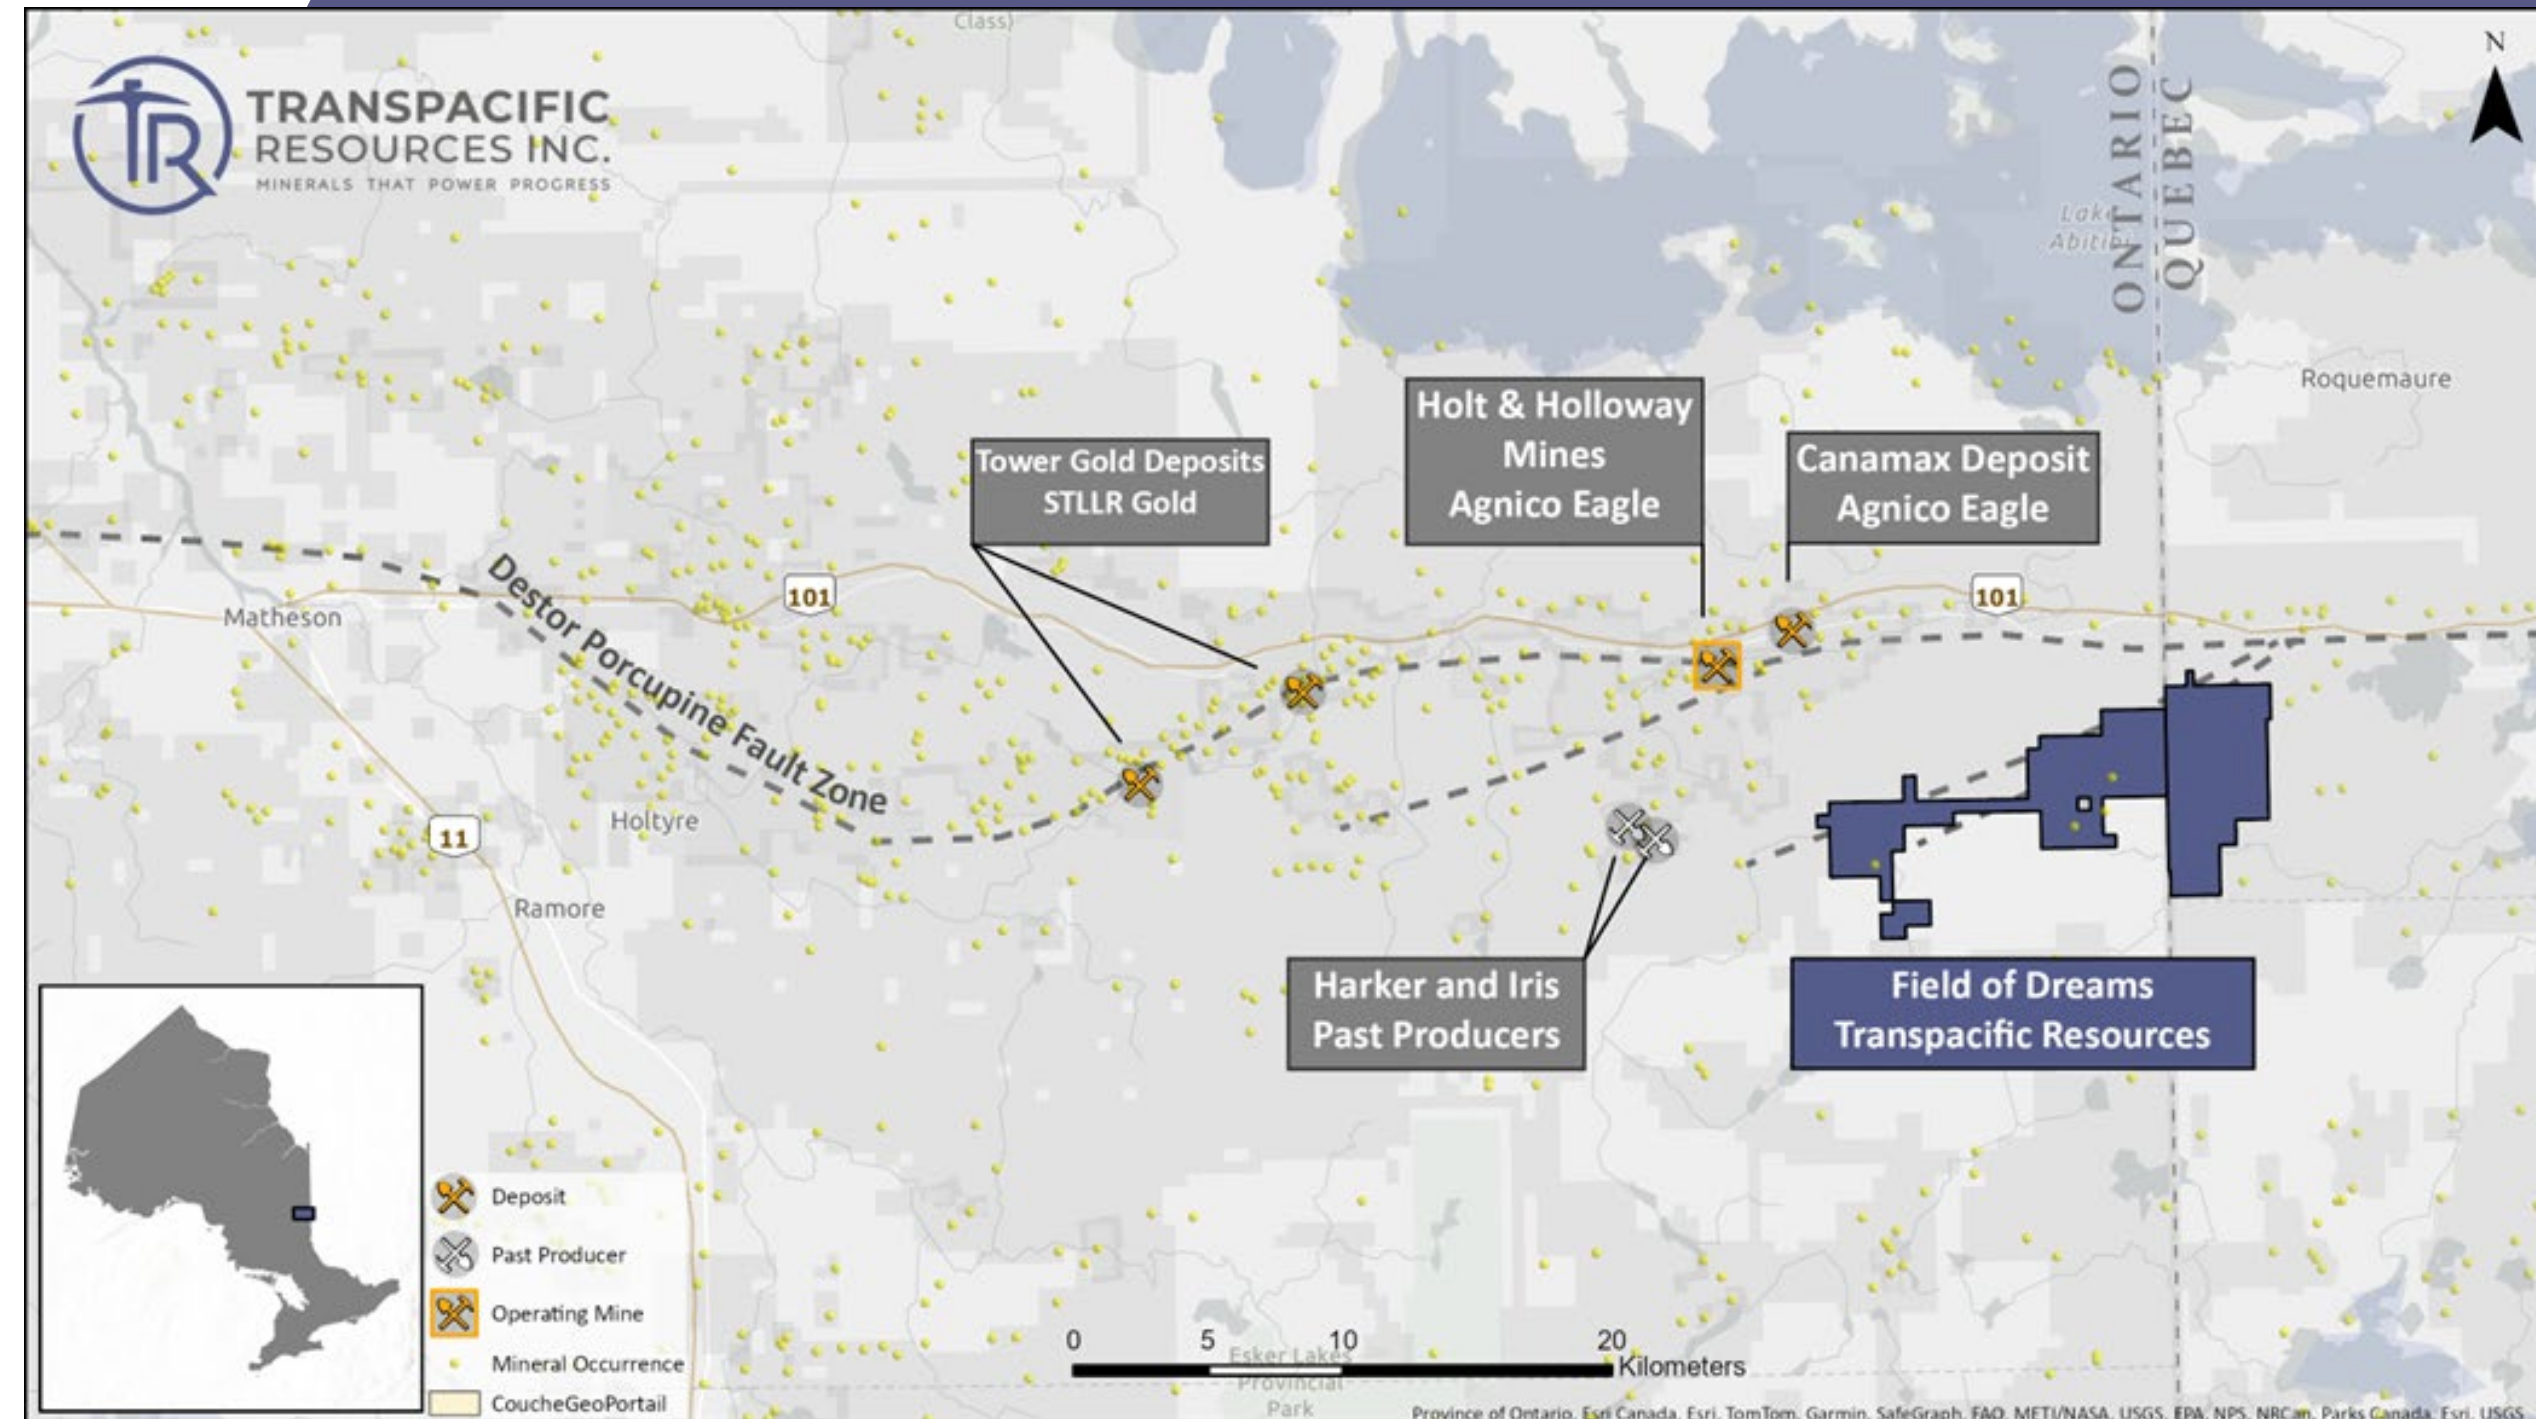 Class)
N
TRANSPACIFIC
RESOURCES INC.
MINERALS THAT POWER PROGRESS
ONTARIO
QUEBEC
Lake
Abitibi
Roquemaure
Holt & Holloway
Mines
Agnico Eagle
Canamax Deposit
Agnico Eagle
Tower Gold Deposits
STLLR Gold
101
101
Matheson
Destor Porcupine Fault Zone
Holtyre
11
Ramore
Harker and Iris
Past Producers
Field of Dreams
Transpacific Resources
Deposit
Past Producer
Operating Mine
Mineral Occurrence
CoucheGeoPortail
0 5 10 20
Kilometers
Esker Lakes
Provincial
Park
Province of Ontario, Esri Canada, Esri, TomTom, Garmin, SafeGraph, FAO, METI/NASA, USGS, EPA, NPS, NRCan, Parks Canada, Esri, USGS